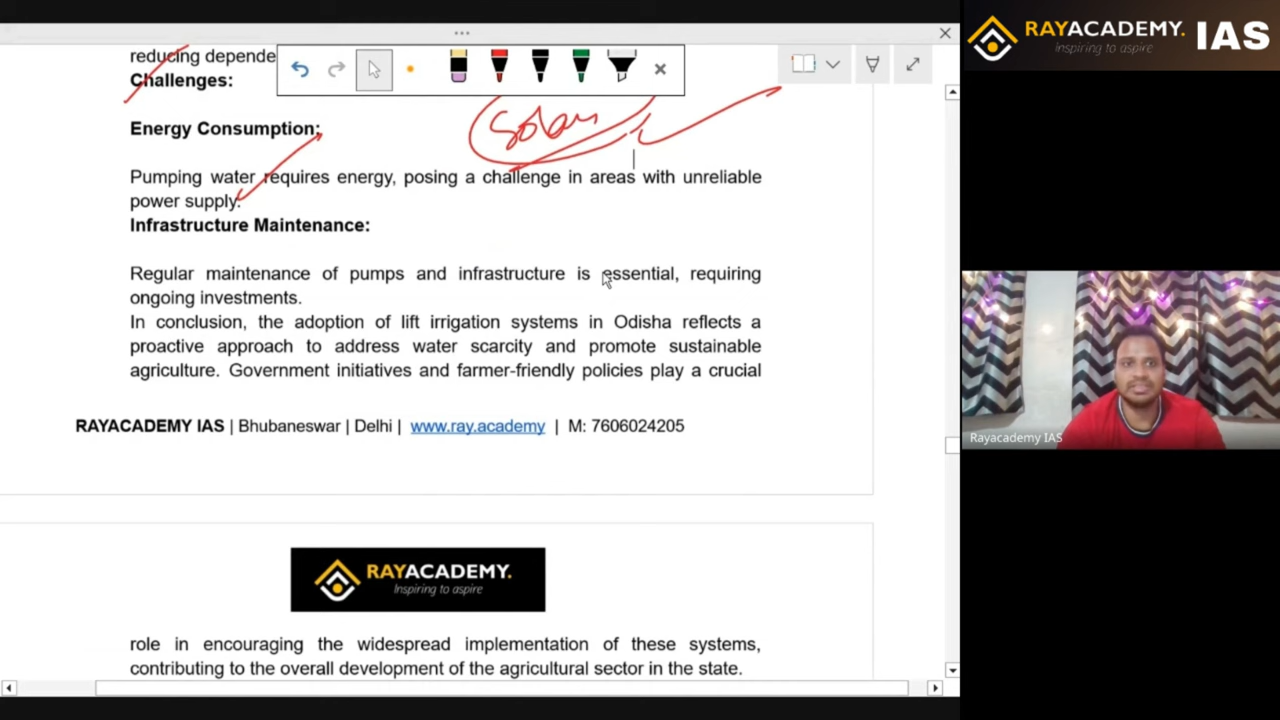 RAYACADEMY. IAS
inspiring to aspire
reducing depende
Challenges:
Solar
Energy Consumption:
Pumping water requires energy, posing a challenge in areas with unreliable
power supply.
Infrastructure Maintenance:
Regular maintenance of pumps and infrastructure is essential, requiring
ongoing investments.
In conclusion, the adoption of lift irrigation systems in Odisha reflects a
proactive approach to address water scarcity and promote sustainable
agriculture. Government initiatives and farmer-friendly policies play a crucial
RAYACADEMY IAS | Bhubaneswar | Delhi | www.ray.academy | M: 7606024205
Rayacademy IAS
RAYACADEMY.
Inspiring to aspire
role in encouraging the widespread implementation of these systems,
contributing to the overall development of the agricultural sector in the state.